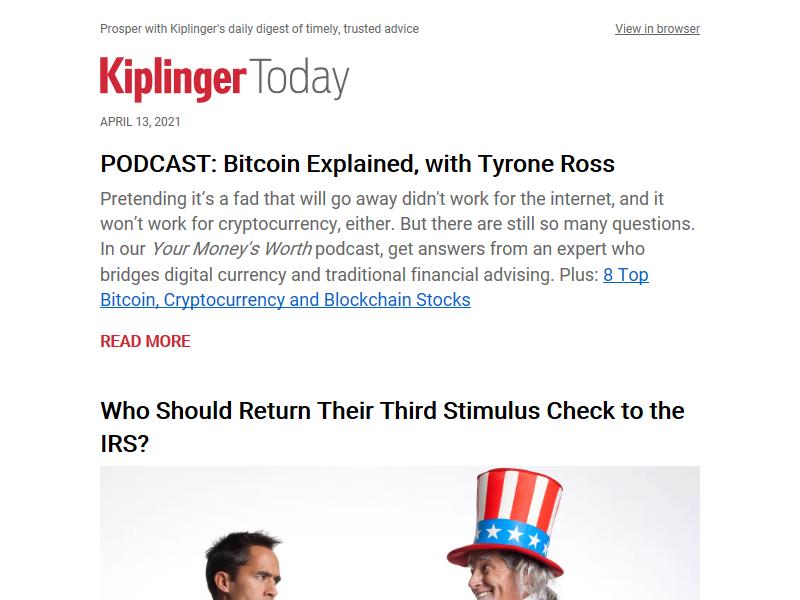 Prosper with Kiplinger's daily digest of timely, trusted advice
View in browser
Kiplinger Today
APRIL 13, 2021
PODCAST: Bitcoin Explained, with Tyrone Ross
Pretending it’s a fad that will go away didn't work for the internet, and it
won’t work for cryptocurrency, either. But there are still so many questions.
In our Your Money's Worth podcast, get answers from an expert who
bridges digital currency and traditional financial advising. Plus: 8 Top
Bitcoin, Cryptocurrency and Blockchain Stocks
READ MORE
Who Should Return Their Third Stimulus Check to the
IRS?